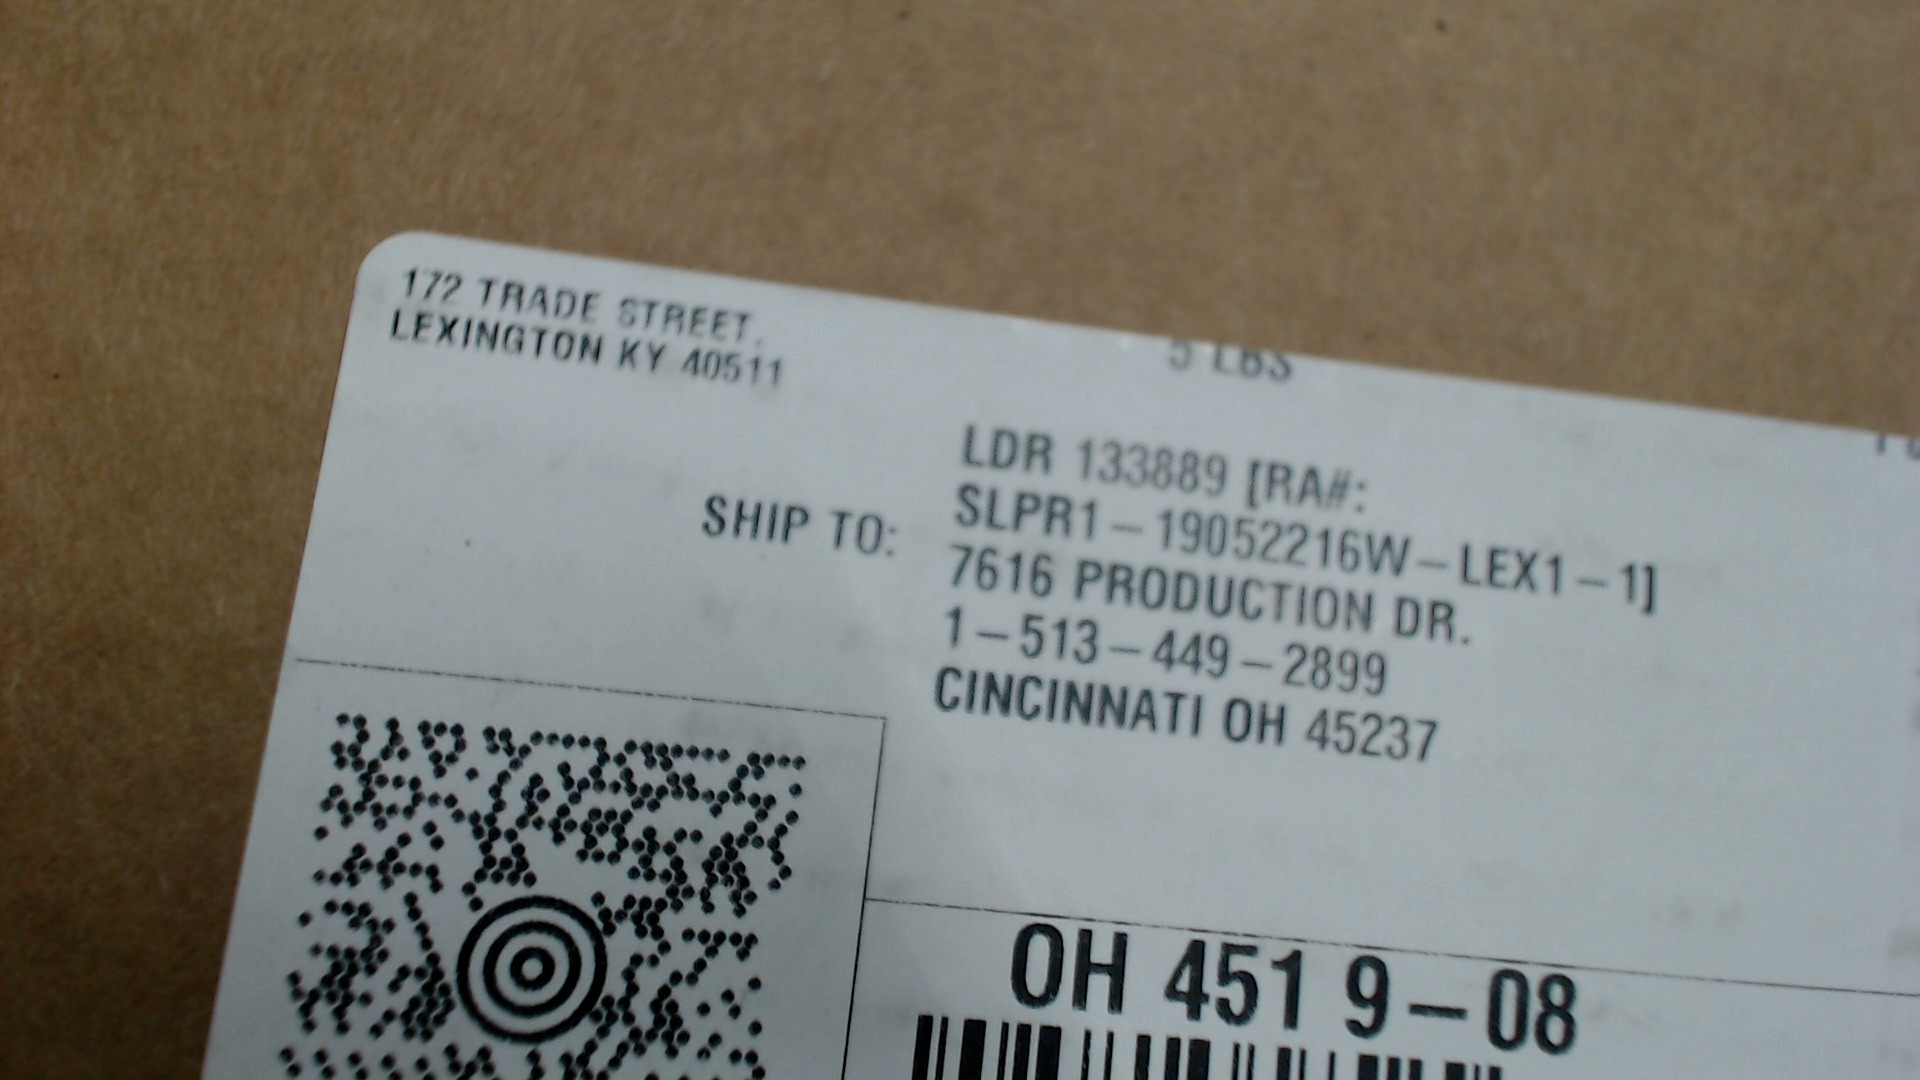 172 TRADE STREET.
LEXINGTON KY 40511
5 LBS
SHIP TO:
LDR 133889 [RA#:
SLPR1-19052216W-LEX1-1]
7616 PRODUCTION DR.
1-513-449-2899
CINCINNATI OH 45237
OH 451 9-08